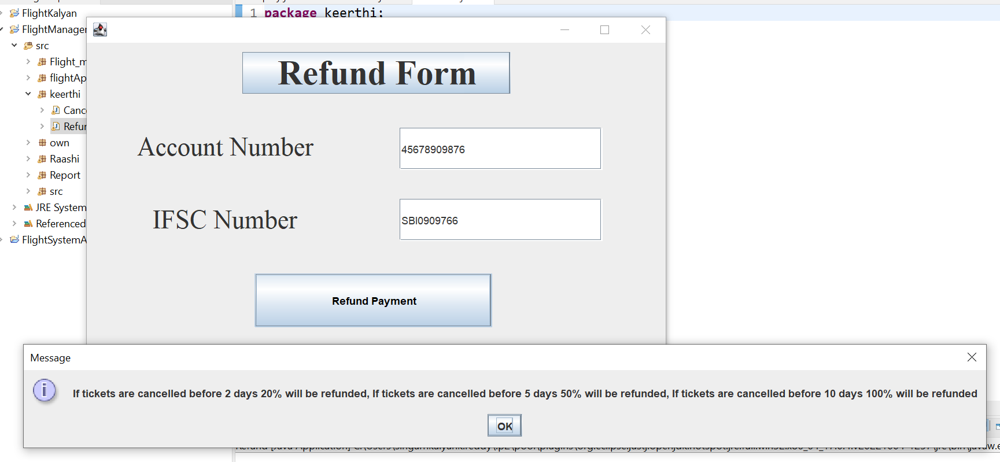 FlightKalyan
FlightManager
src
Flight_m
flightAp
keerthi
Canc
Refur
own
Raashi
Report
src
JRE System
Referenced
FlightSystemA
1 package keerthi;
Refund Form
Account Number
45678909876
IFSC Number
SBI0909766
Refund Payment
Message
If tickets are cancelled before 2 days 20% will be refunded, If tickets are cancelled before 5 days 50% will be refunded, If tickets are cancelled before 10 days 100% will be refunded
OK